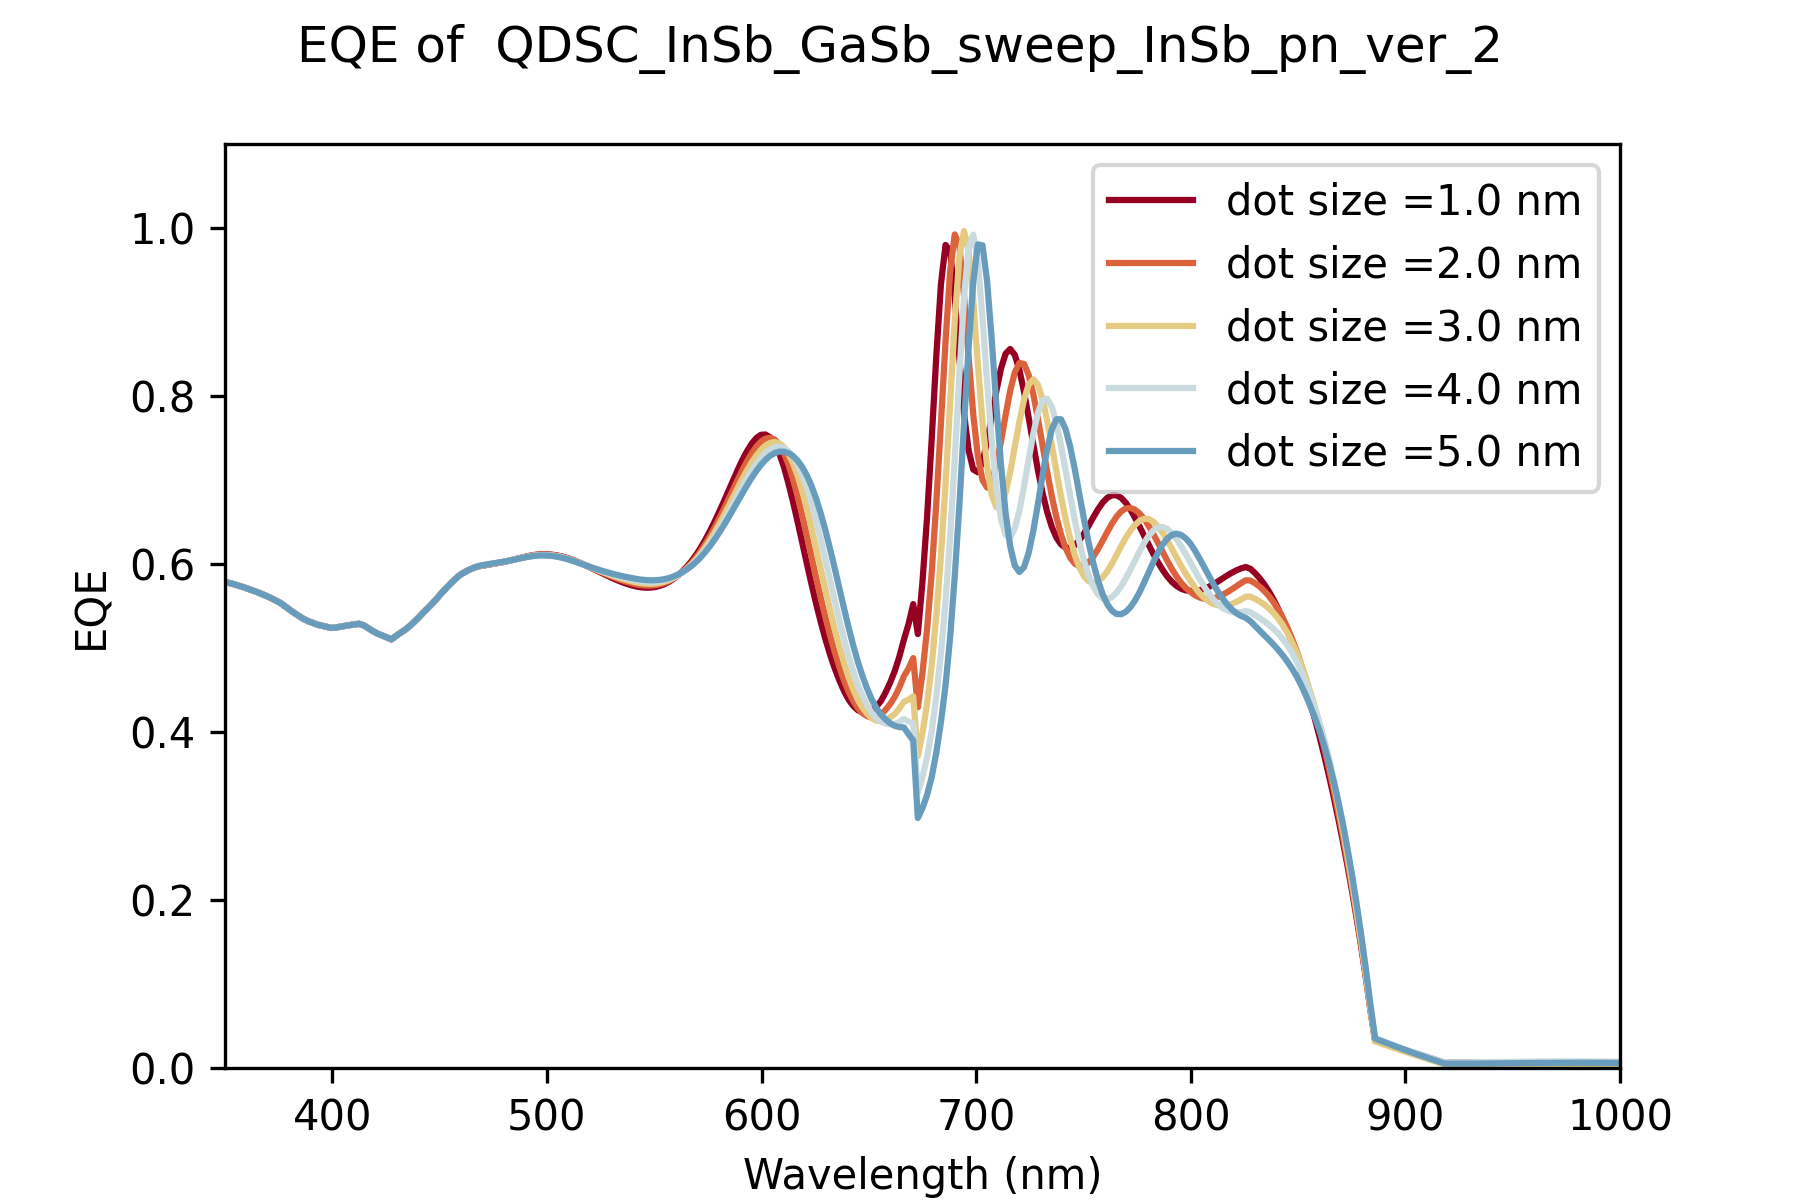 EQE of  QDSC_InSb_GaSb_sweep_InSb_pn_ver_2
dot size =1.0 nm
dot size =2.0 nm
dot size =3.0 nm
dot size =4.0 nm
dot size =5.0 nm
EQE
1.0
0.8
0.6
0.4
0.2
0.0
400 500 600 700 800 900 1000
Wavelength (nm)